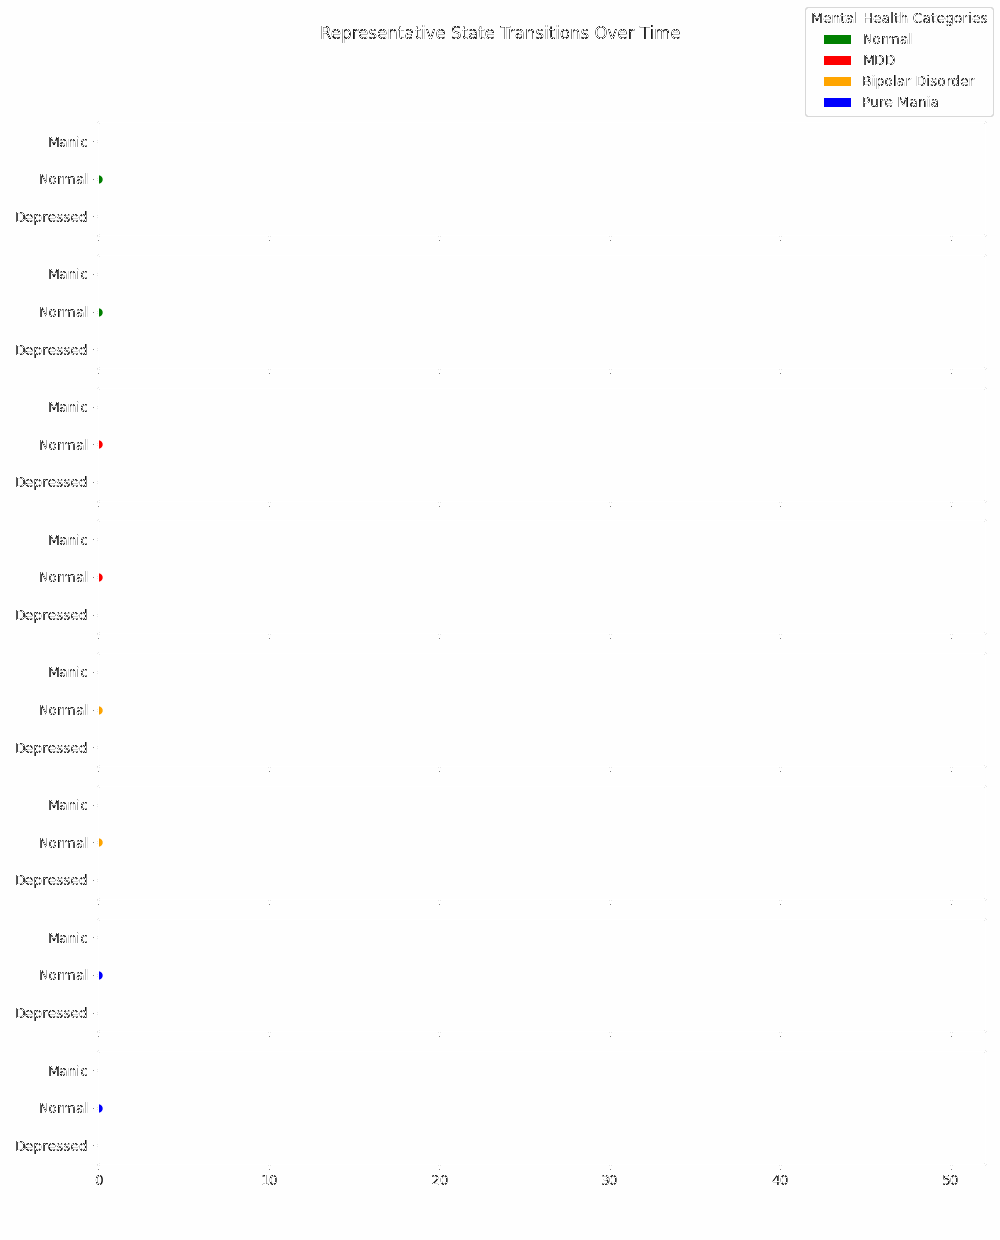 Representative State Transitions Over Time
Mental Health Categories
Normal
MDD
Bipolar Disorder
Pure Mania
Manic
Normal
Depressed
Manic
Normal
Depressed
Manic
Normal
Depressed
Manic
Normal
Depressed
Manic
Normal
Depressed
Manic
Normal
Depressed
Manic
Normal
Depressed
Manic
Normal
Depressed
0 10 20 30 40 50